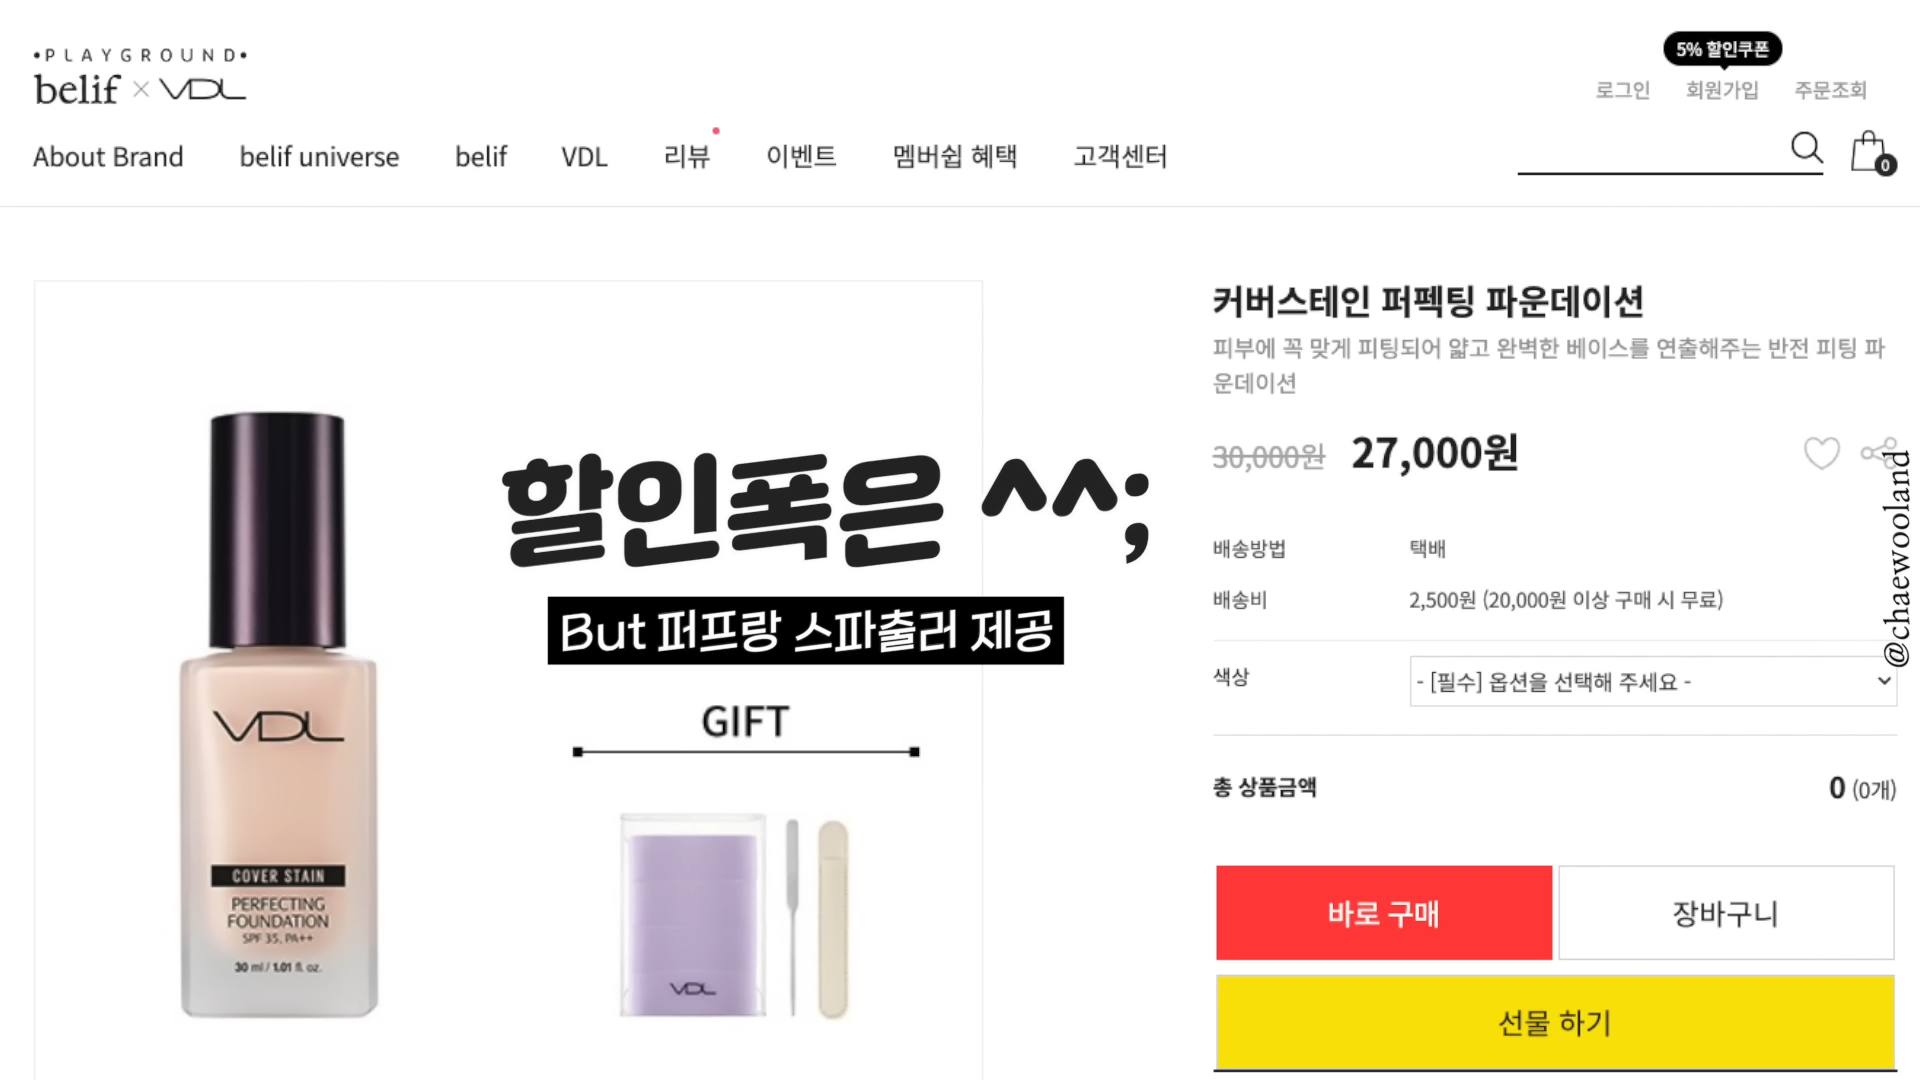 •PLAYGROUND•
belif × VDL
5% 할인쿠폰
로그인 회원가입 주문조회
About Brand belif universe belif VDL 리뷰 이벤트 멤버쉽 혜택 고객센터
0
커버스테인 퍼펙팅 파운데이션
피부에 꼭 맞게 피팅되어 얇고 완벽한 베이스를 연출해주는 반전 피팅 파
운데이션
30,000원 27,000원
할인폭은 ^^;
But 퍼프랑 스파출러 제공
배송방법 택배
배송비 2,500원 (20,000원 이상 구매 시 무료)
색상 - [필수] 옵션을 선택해 주세요 -
총 상품금액 0 (0개)
바로 구매 장바구니
선물 하기
@chaewooland
GIFT
VDL
VDL
COVER STAIN
PERFECTING
FOUNDATION
SPF 35, PA++
30 ml / 1.01 fl. oz.